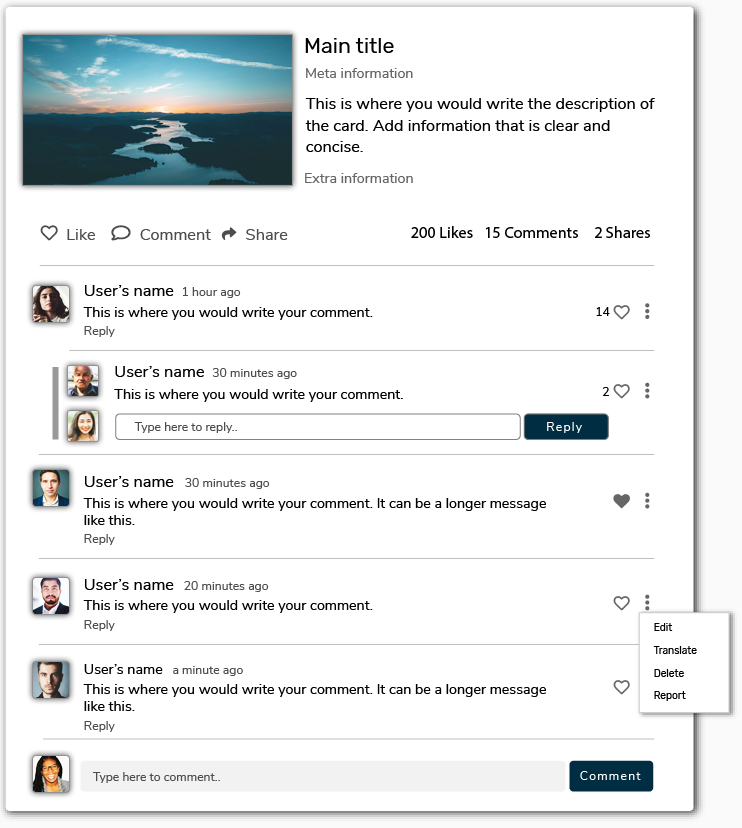 Main title
Meta information
This is where you would write the description of
the card. Add information that is clear and
concise.
Extra information
Like Comment Share 200 Likes 15 Comments 2 Shares
User's name 1 hour ago
This is where you would write your comment. 14
Reply
User's name 30 minutes ago
This is where you would write your comment. 2
Type here to reply.. Reply
User's name 30 minutes ago
This is where you would write your comment. It can be a longer message
like this.
Reply
User's name 20 minutes ago
This is where you would write your comment.
Reply
Edit
Translate
Delete
Report
User's name a minute ago
This is where you would write your comment. It can be a longer message
like this.
Reply
Type here to comment.. Comment